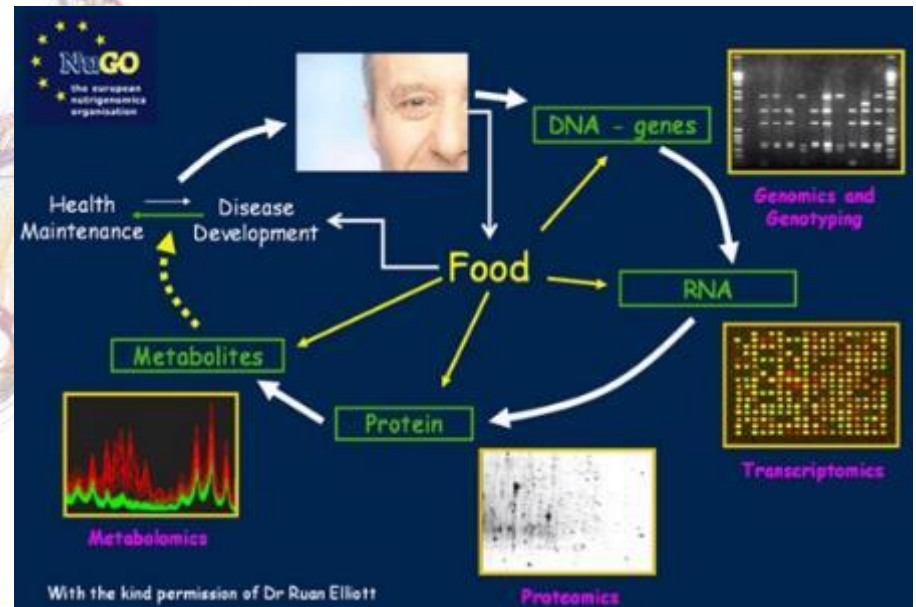 NuGO
the european
nutrigenomics
organisation
DNA - genes
Genomics and
Genotyping
Health
Maintenance
Disease
Development
Food
RNA
Metabolites
Protein
Transcriptomics
Metabolomics
Proteomics
With the kind permission of Dr Ruan Elliott